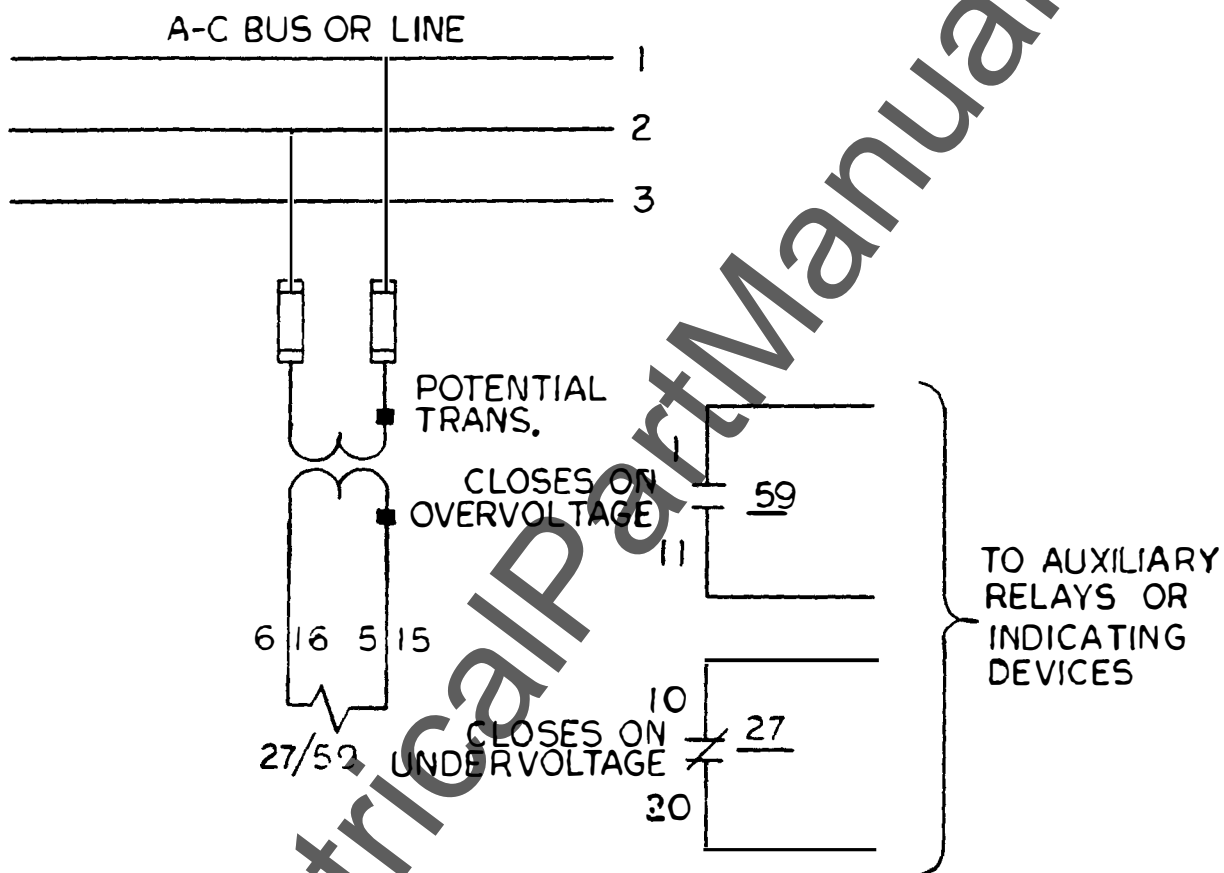 A-C BUS OR LINE
1
2
3
POTENTIAL
TRANS.
CLOSES ON
OVERVOLTAGE
1
59
11
TO AUXILIARY
RELAYS OR
INDICATING
DEVICES
6 16 5 15
27/59
CLOSES ON
UNDERVOLTAGE
10
27
20
tricalPartManual